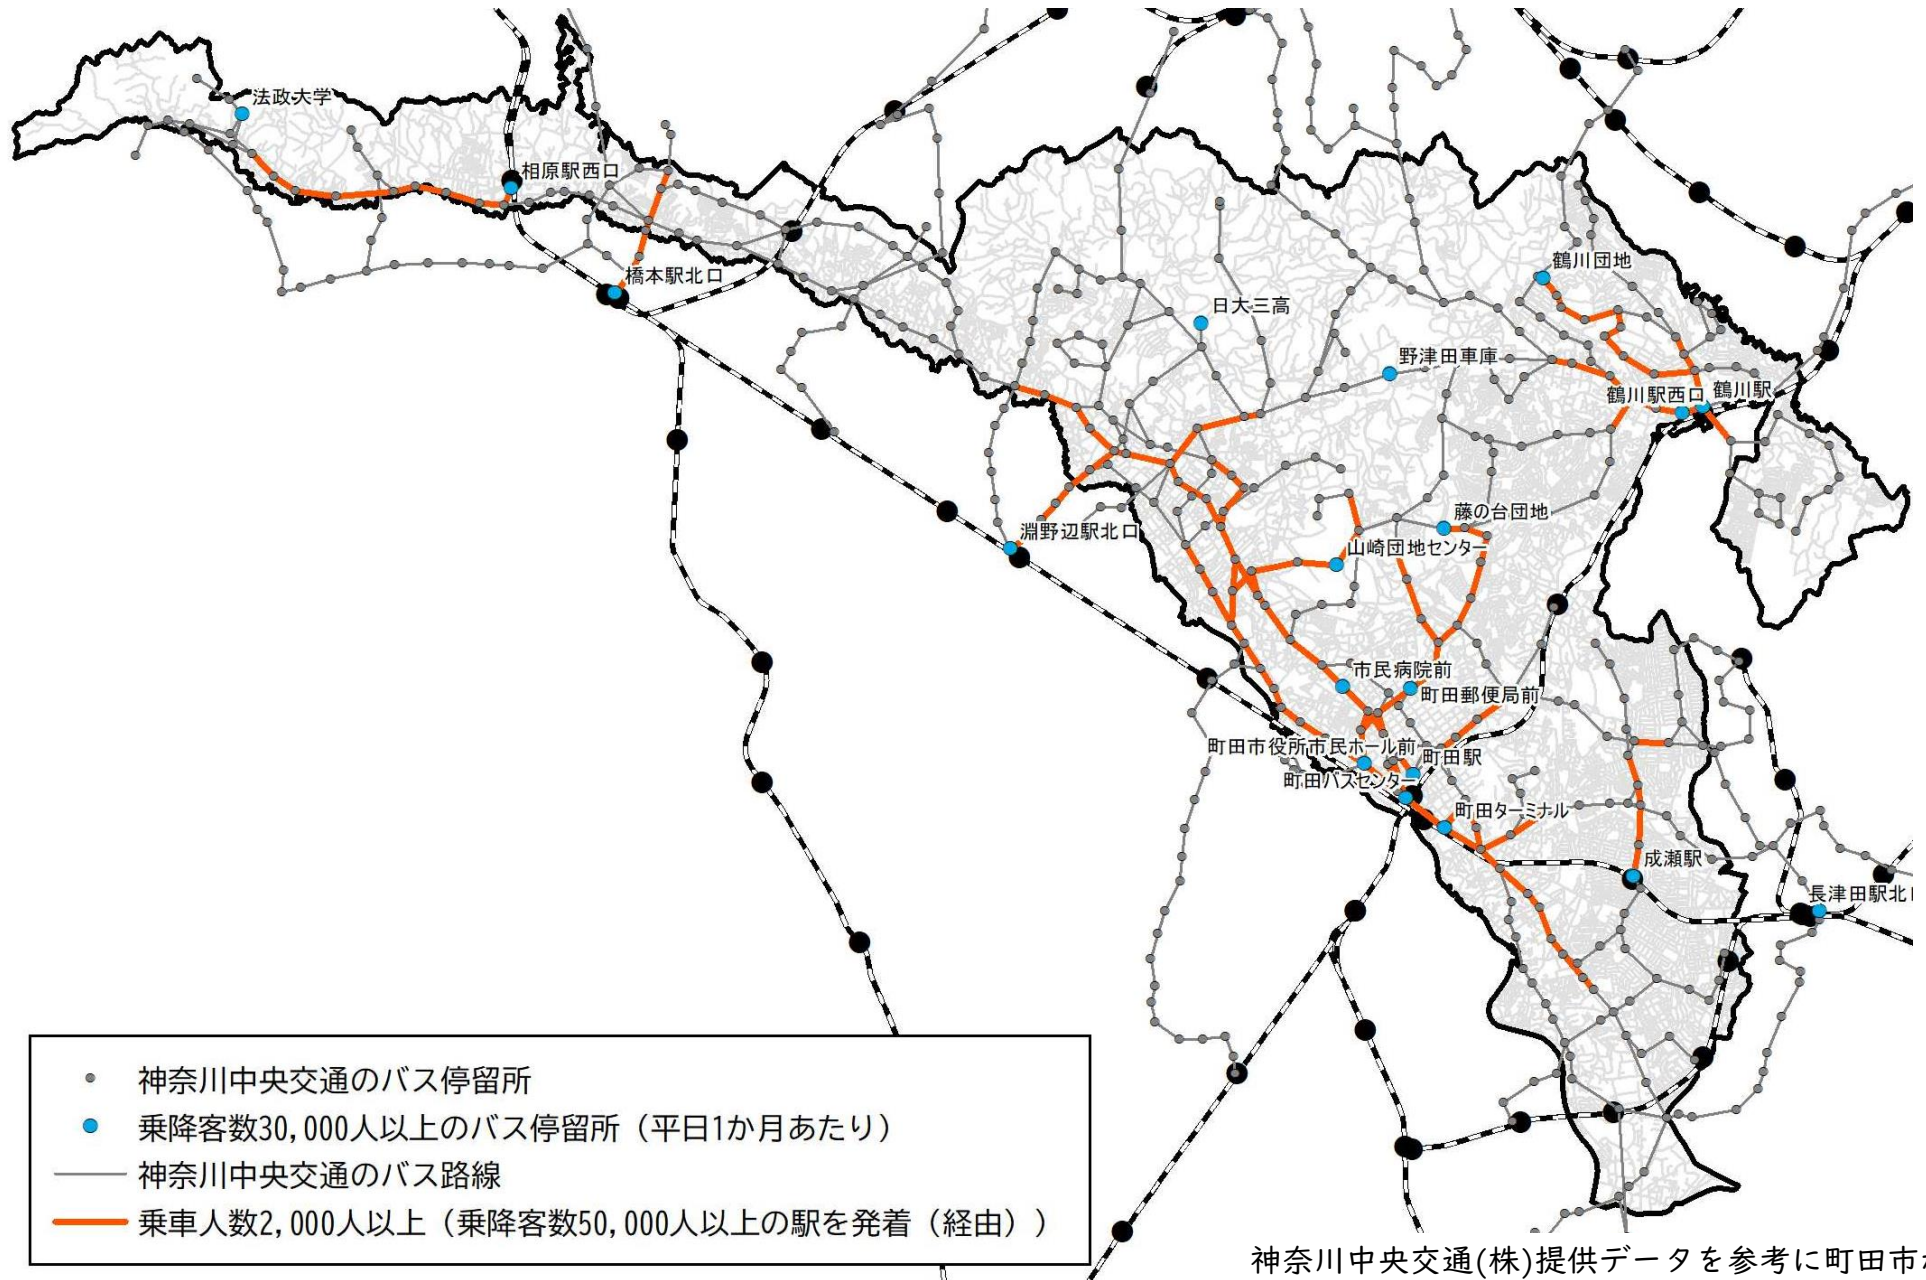 法政大学
相原駅西口
橋本駅北口
鶴川団地
日大三高
野津田車庫
鶴川駅西口
鶴川駅
藤の台団地
淵野辺駅北口
山崎団地センター
市民病院前
町田郵便局前
町田市役所市民ホール前
町田駅
町田バスセンター
町田ターミナル
成瀬駅
長津田駅北
神奈川中央交通のバス停留所
乗降客数30,000人以上のバス停留所（平日1か月あたり）
神奈川中央交通のバス路線
乗車人数2,000人以上（乗降客数50,000人以上の駅を発着（経由））
神奈川中央交通(株)提供データを参考に町田市